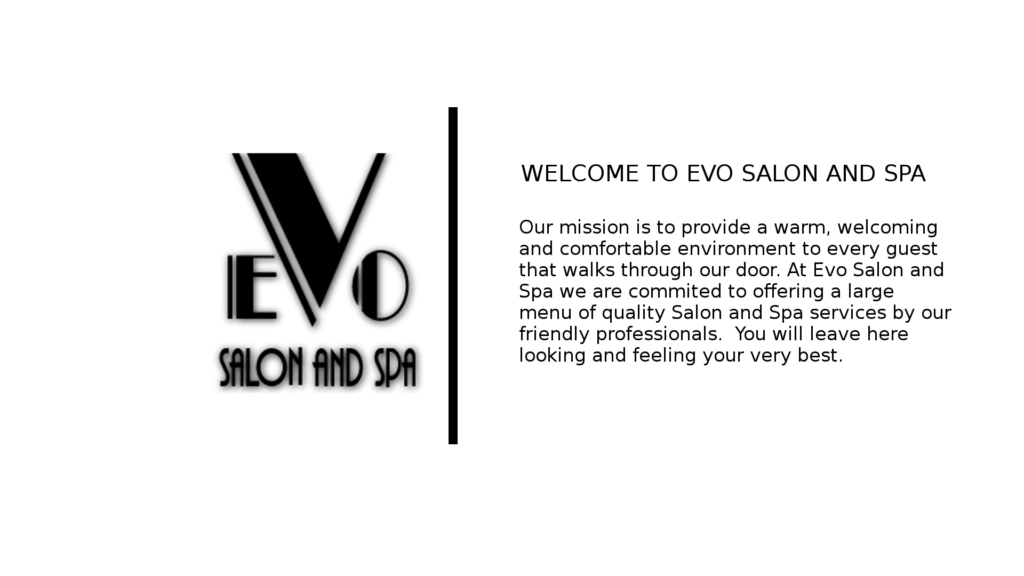 EVO
SALON AND SPA
WELCOME TO EVO SALON AND SPA
Our mission is to provide a warm, welcoming
and comfortable environment to every guest
that walks through our door. At Evo Salon and
Spa we are commited to offering a large
menu of quality Salon and Spa services by our
friendly professionals.  You will leave here
looking and feeling your very best.